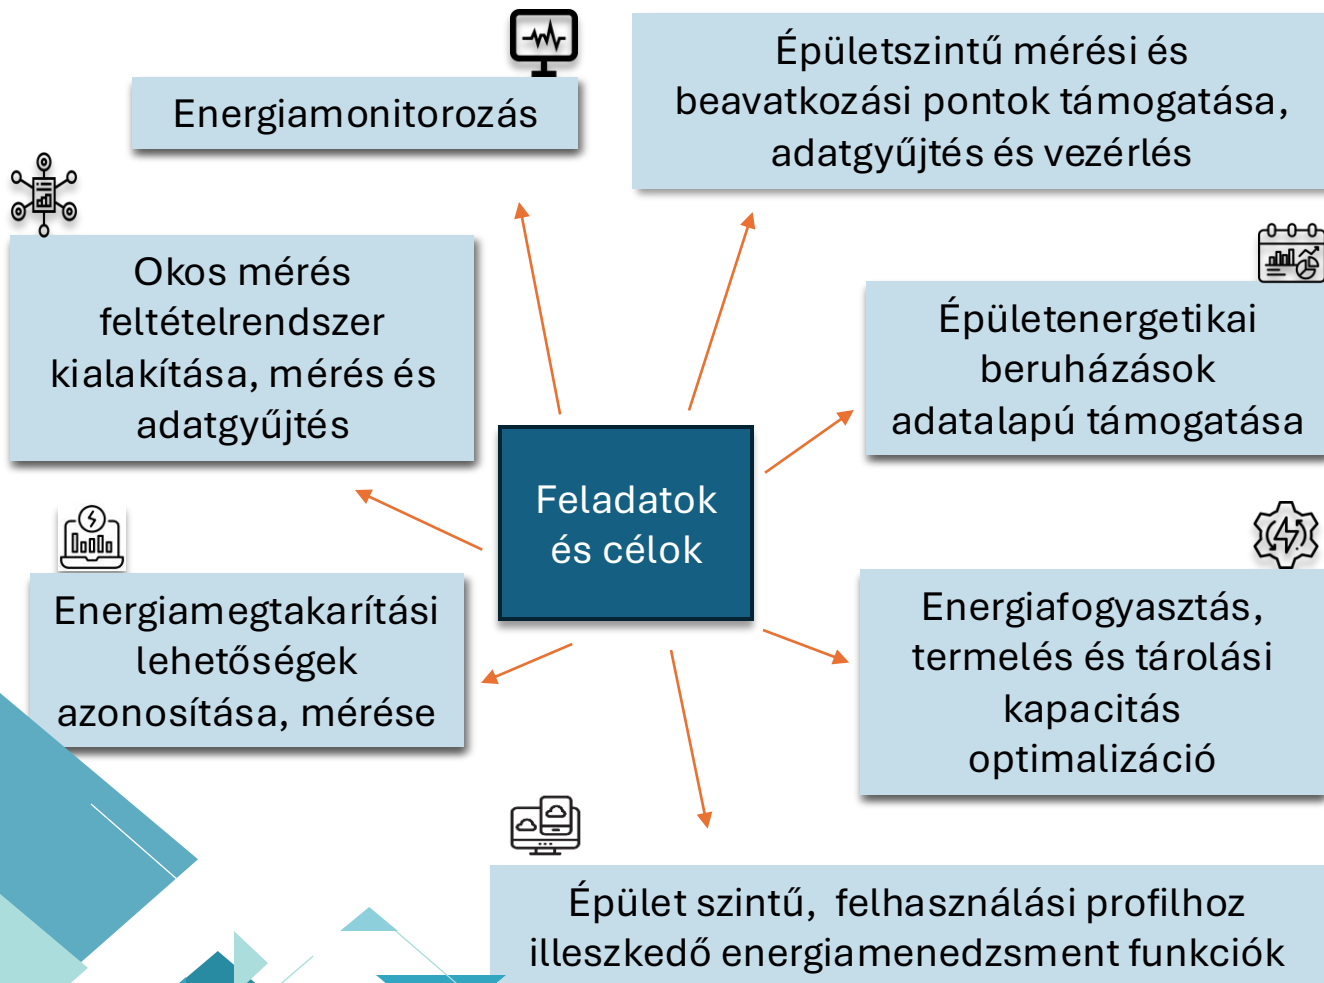 Energiamonitorozás
Épületszintű mérési és
beavatkozási pontok támogatása,
adatgyűjtés és vezérlés
Okos mérés
feltételrendszer
kialakítása, mérés és
adatgyűjtés
Épületenergetikai
beruházások
adatalapú támogatása
Feladatok
és célok
Energiamegtakarítási
lehetőségek
azonosítása, mérése
Energiafogyasztás,
termelés és tárolási
kapacitás
optimalizáció
Épület szintű, felhasználási profilhoz
illeszkedő energiamenedzsment funkciók